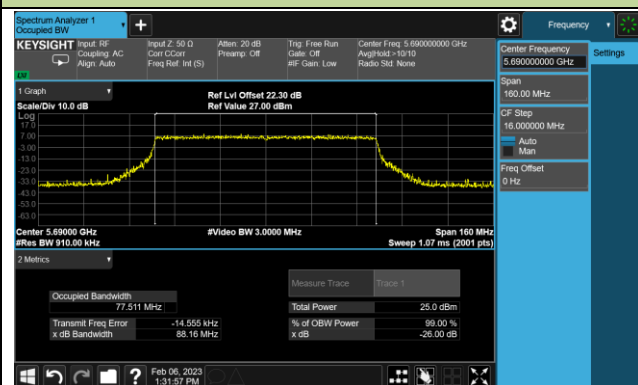 Spectrum Analyzer 1
Occupied BW
Frequency
KEYSIGHT
Input: RF
Coupling: AC
Align: Auto
Input Z: 50 Ω
Corr CCorr
Freq Ref: Int (S)
Atten: 20 dB
Preamp: Off
Trig: Free Run
Gate: Off
#IF Gain: Low
Center Freq: 5.690000000 GHz
Avg|Hold:>10/10
Radio Std: None
Center Frequency
5.690000000 GHz
Settings
Span
160.00 MHz
CF Step
16.000000 MHz
Auto
Man
Freq Offset
0 Hz
1 Graph
Scale/Div 10.0 dB
Ref Lvl Offset 22.30 dB
Ref Value 27.00 dBm
Log
17.0
7.00
-3.00
-13.0
-23.0
-33.0
-43.0
-53.0
-63.0
Center 5.69000 GHz
#Res BW 910.00 kHz
#Video BW 3.0000 MHz
Span 160 MHz
Sweep 1.07 ms (2001 pts)
2 Metrics
Measure Trace
Trace 1
Occupied Bandwidth
77.511 MHz
Total Power
25.0 dBm
Transmit Freq Error
-14.555 kHz
% of OBW Power
99.00 %
x dB Bandwidth
88.16 MHz
x dB
-26.00 dB
Feb 06, 2023
1:31:57 PM